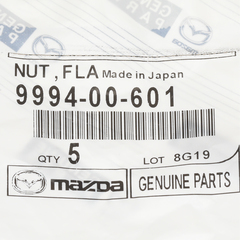 NUT , FLA Made in Japan
9994-00-601
QTY 5 LOT 8G19
mazda GENUINE PARTS